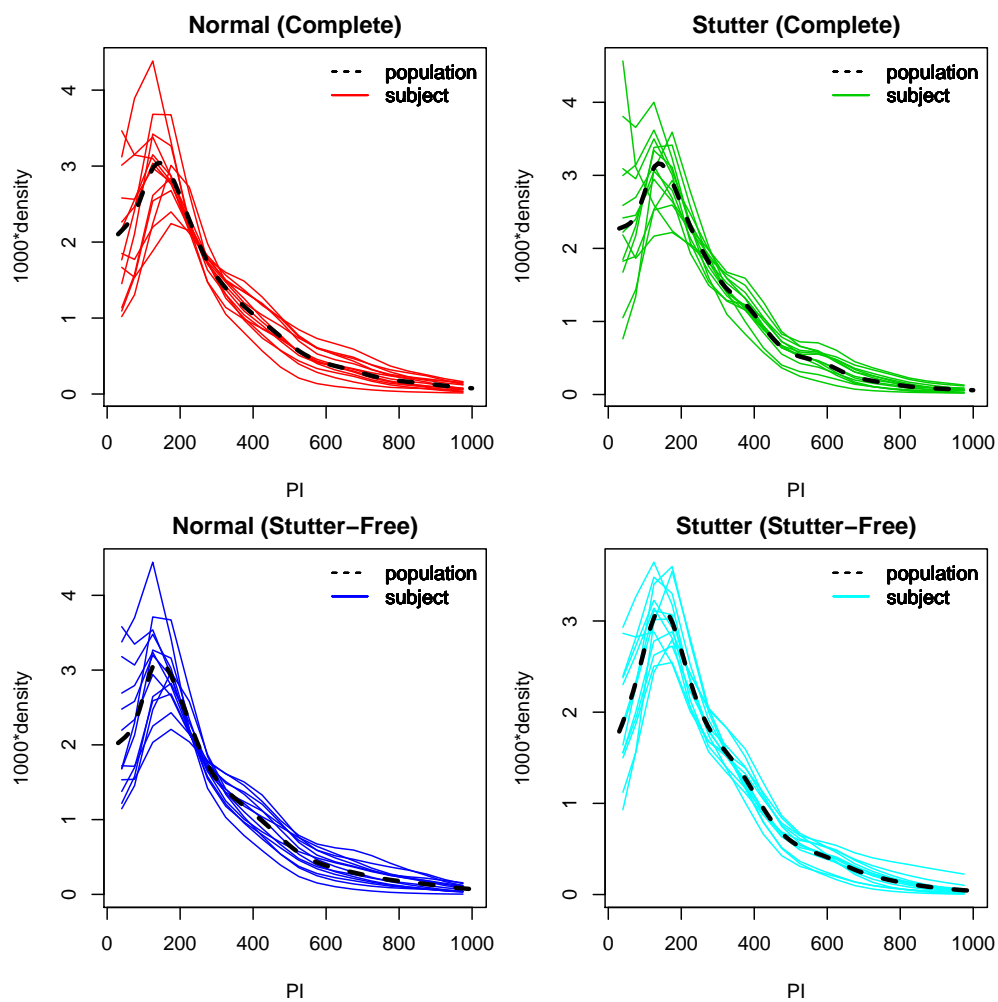 Normal (Complete)
population
subject
1000*density
0 1 2 3 4
0 200 400 600 800 1000
PI
Stutter (Complete)
population
subject
1000*density
0 1 2 3 4
0 200 400 600 800 1000
PI
Normal (Stutter−Free)
population
subject
1000*density
0 1 2 3 4
0 200 400 600 800 1000
PI
Stutter (Stutter−Free)
population
subject
1000*density
0 1 2 3
0 200 400 600 800 1000
PI